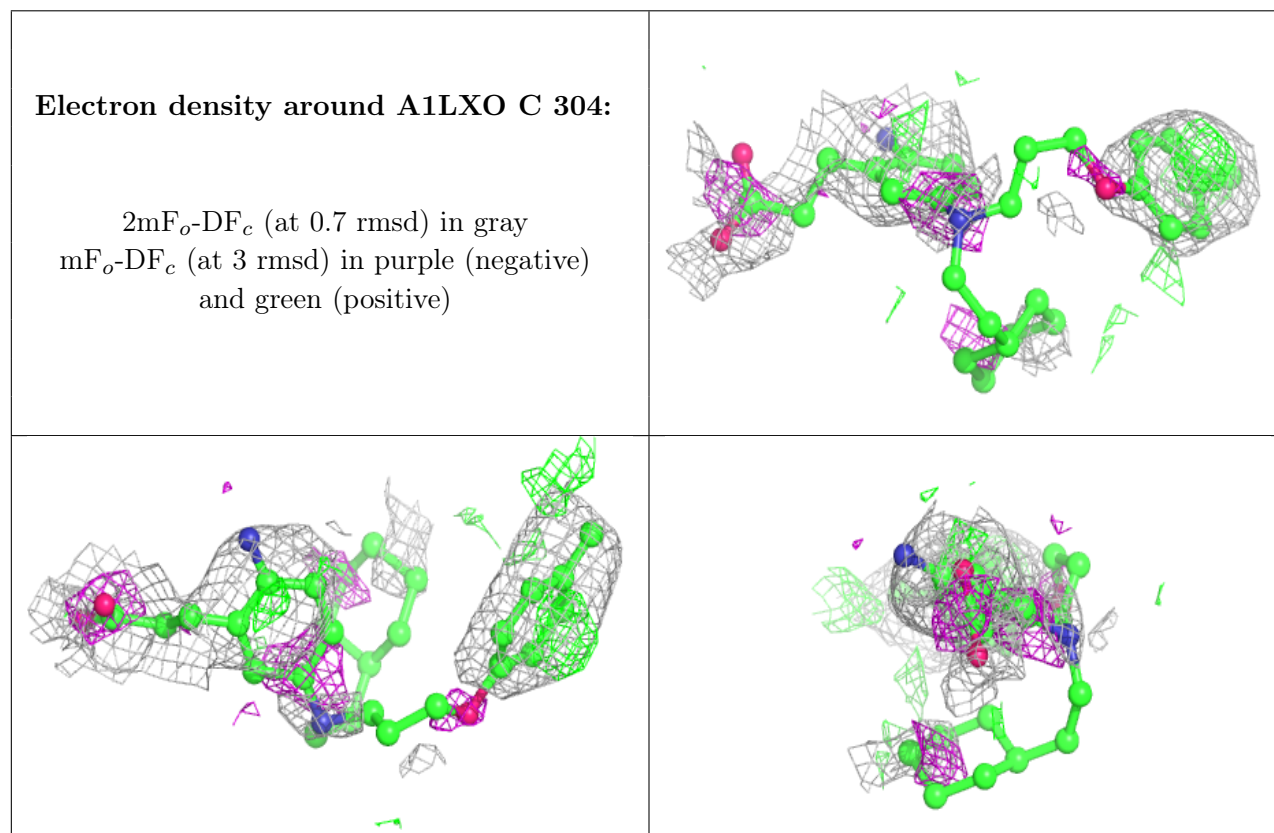 Electron density around A1LXO C 304:
2mFo-DFc (at 0.7 rmsd) in gray
mFo-DFc (at 3 rmsd) in purple (negative)
and green (positive)